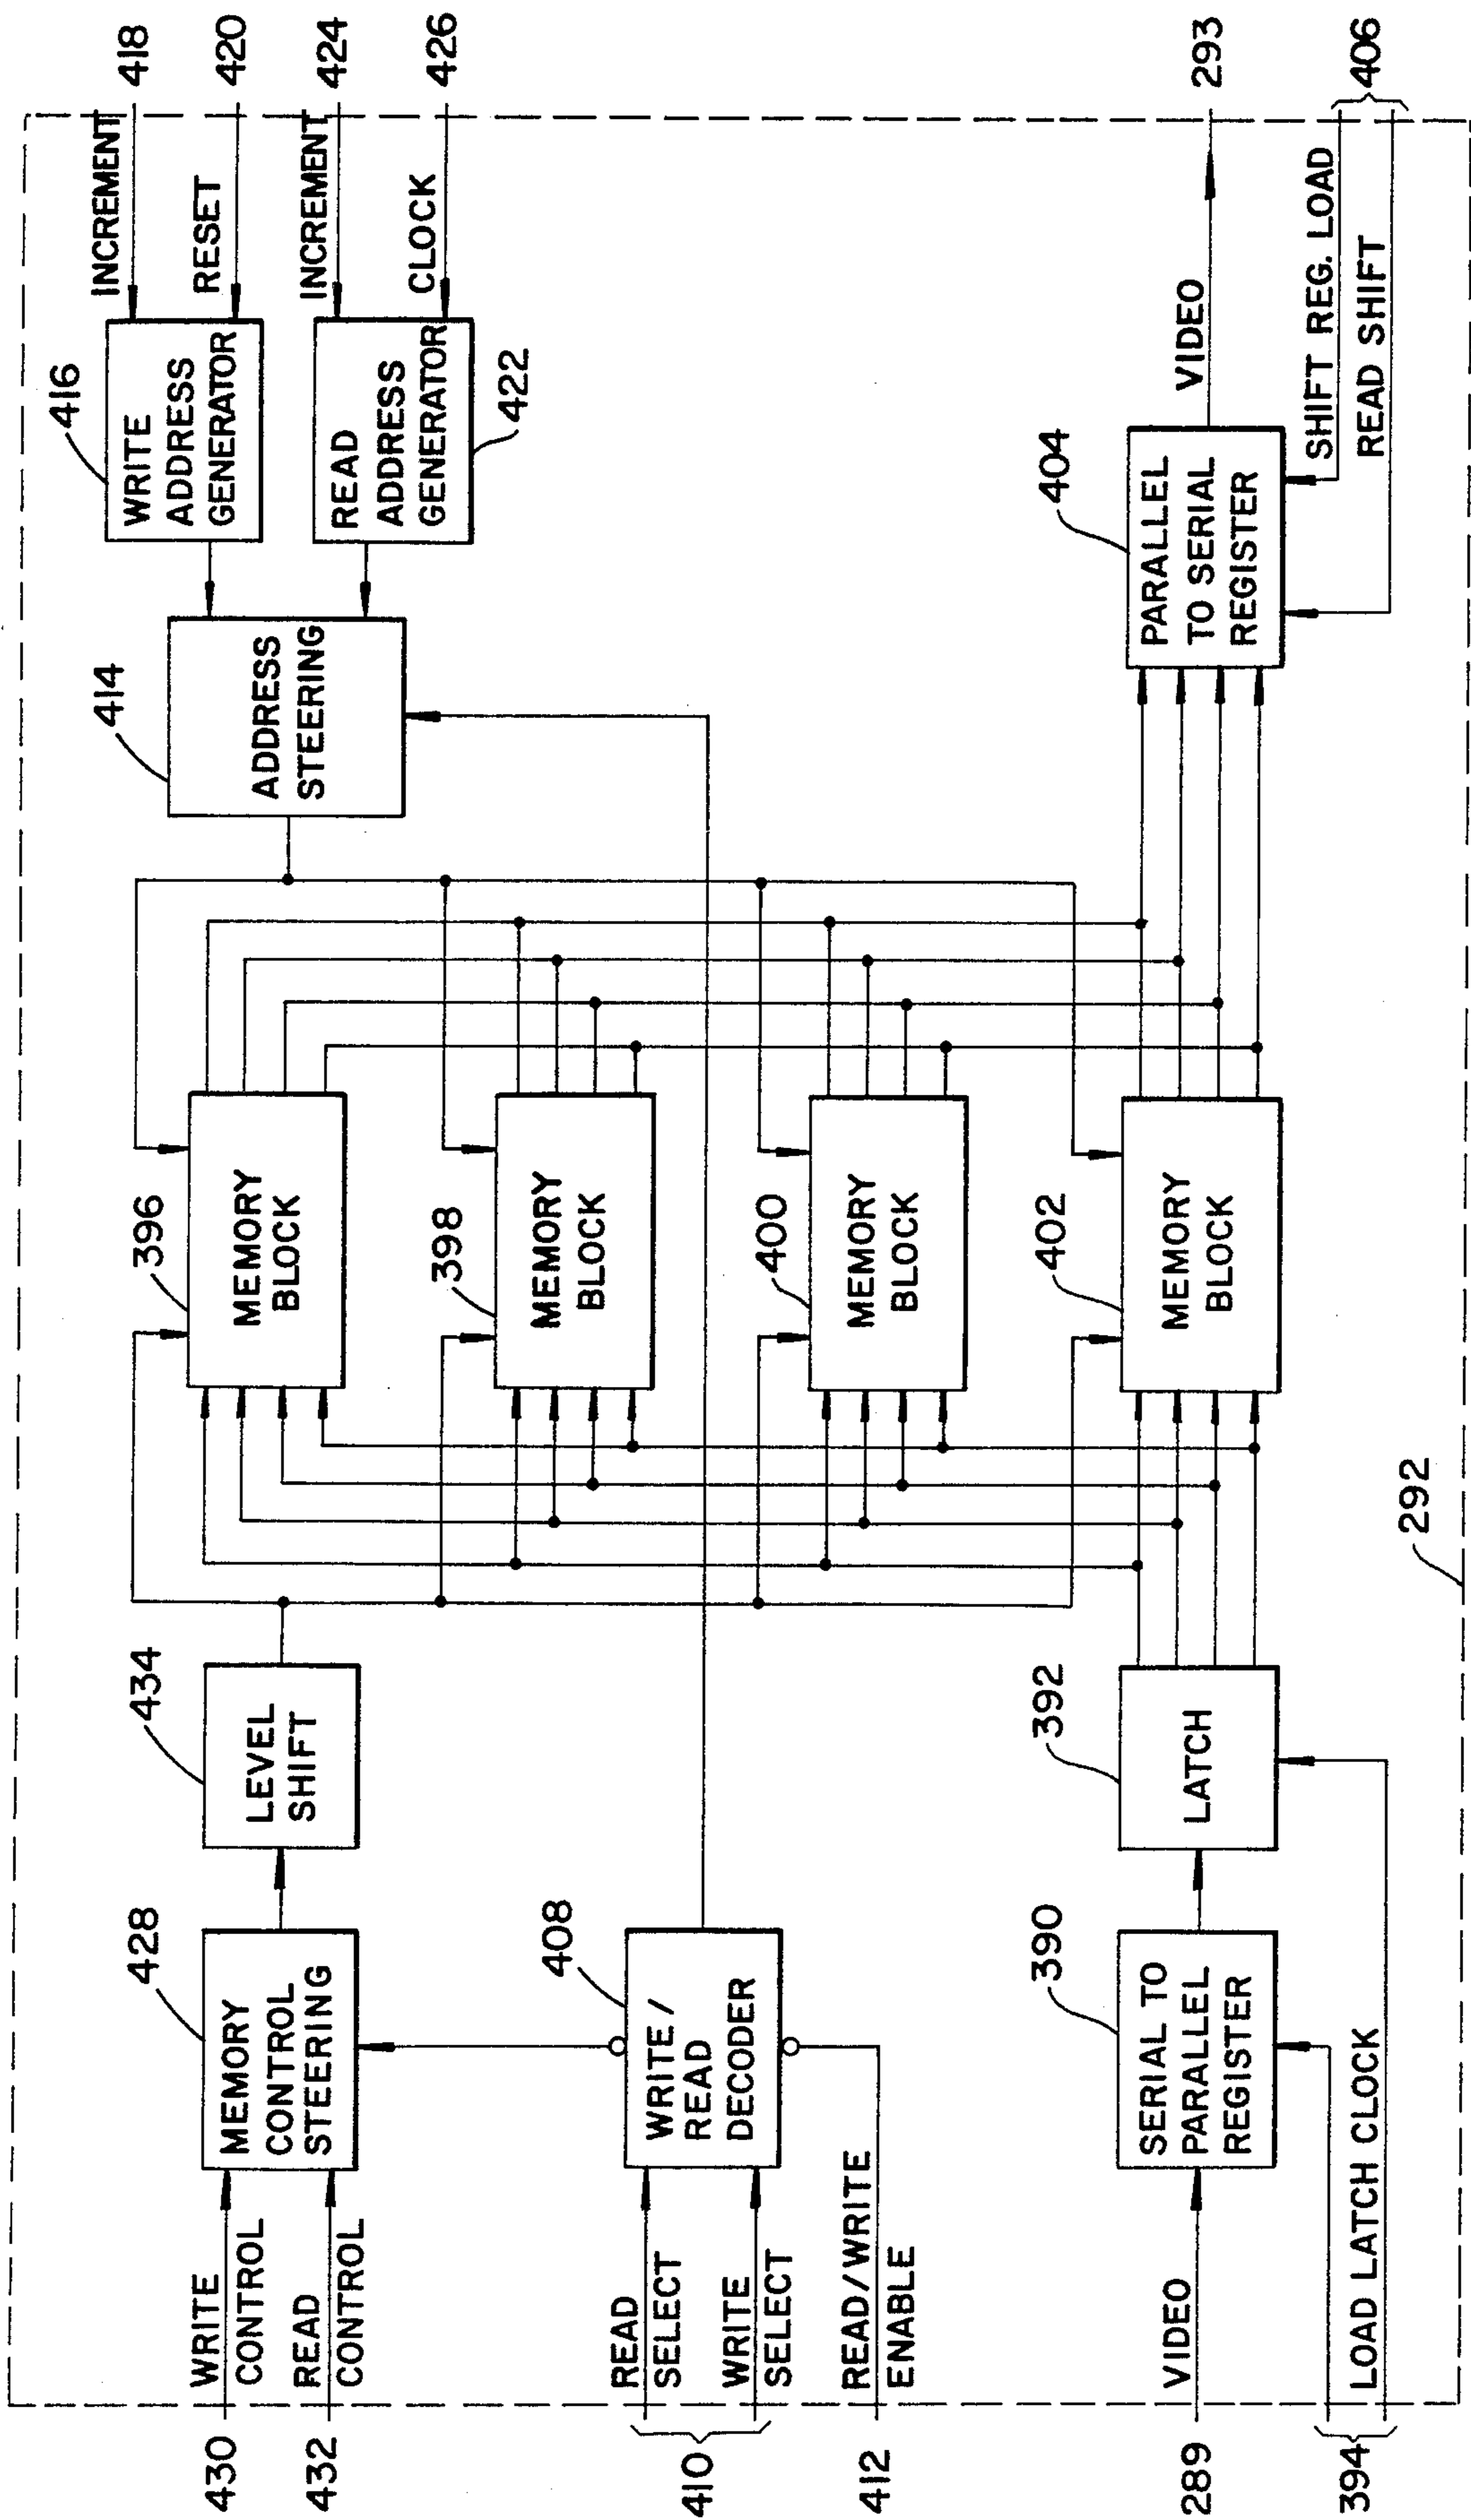 430
WRITE
CONTROL
432
READ
CONTROL
428
MEMORY
CONTROL
STEERING
434
LEVEL
SHIFT
396
MEMORY
BLOCK
414
ADDRESS
STEERING
416
WRITE
ADDRESS
GENERATOR
INCREMENT
418
RESET
420
READ
ADDRESS
GENERATOR
422
INCREMENT
424
CLOCK
426
410
READ
SELECT
WRITE
SELECT
412
READ/WRITE
ENABLE
408
WRITE/
READ
DECODER
398
MEMORY
BLOCK
400
MEMORY
BLOCK
289
VIDEO
390
SERIAL TO
PARALLEL
REGISTER
392
LATCH
402
MEMORY
BLOCK
404
PARALLEL
TO SERIAL
REGISTER
VIDEO
293
SHIFT REG. LOAD
READ SHIFT
406
394
LOAD LATCH CLOCK
292